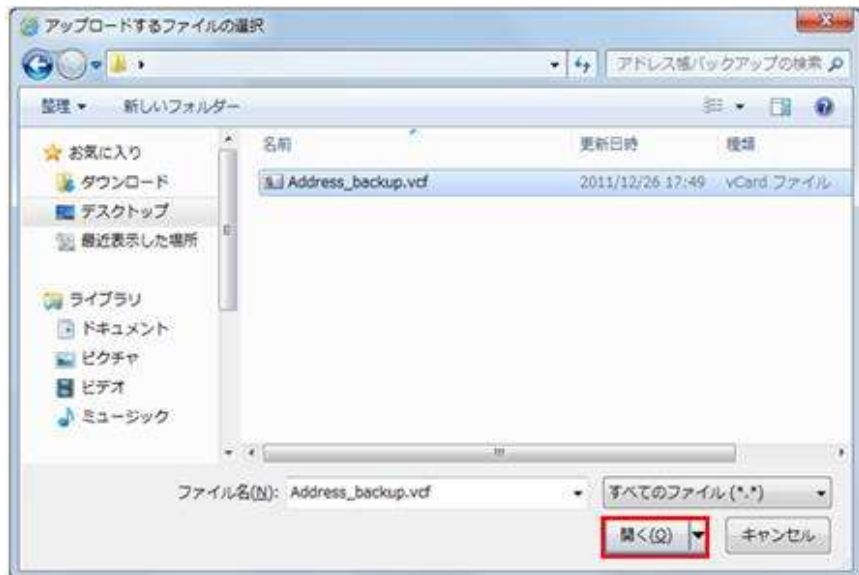 アップロードするファイルの選択
アドレス帳バックアップの検索
整理 新しいフォルダー
名前 更新日時 種類
Address_backup.vcf 2011/12/26 17:49 vCard ファイル
お気に入り
ダウンロード
デスクトップ
最近表示した場所
ライブラリ
ドキュメント
ピクチャ
ビデオ
ミュージック
ファイル名(N): Address_backup.vcf すべてのファイル (*.*)
開く(O) キャンセル